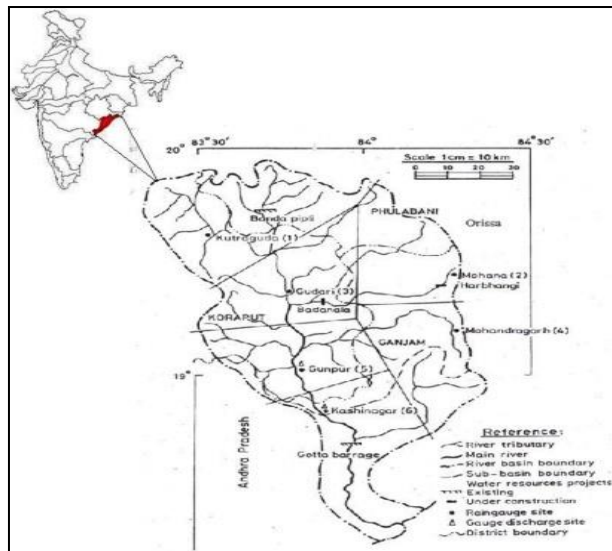 20° 83° 30' 84 84° 30'
Scale 1cm = 10 km
0 10 20 30
PHULABANI
Orissa
Banda pipli
Kutraguda (1)
Mohana (2)
Harbhangi
Gudari (3)
Badanala
KORAPUT
Mahandragarh (4)
GANJAM
19°
Gunpur (5)
Kashinagar (6)
Andhra Pradesh
Gotta barrage
Reference:
River tributary
Main river
River basin boundary
Sub-basin boundary
Water resources projects
Existing
Under construction
Raingauge site
Gauge discharge site
District boundary